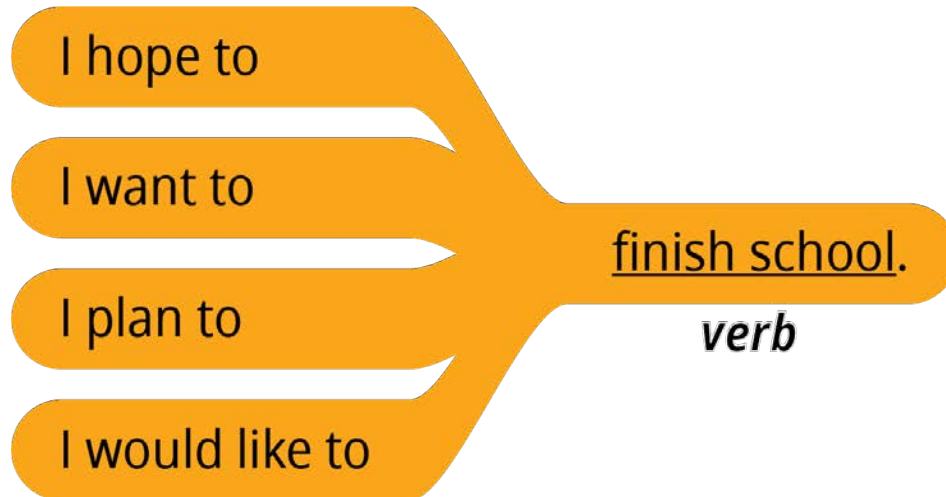 I hope to
I want to
I plan to
I would like to
finish school.
verb